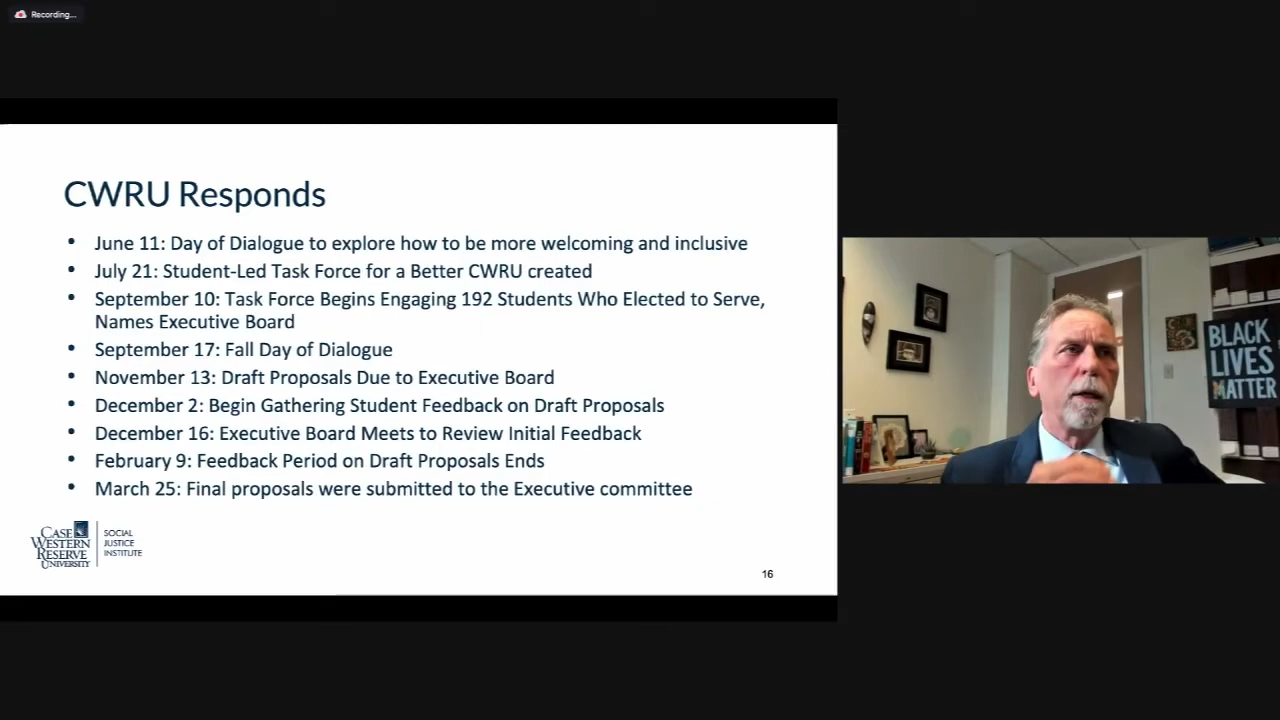 Recording...
CWRU Responds
• June 11: Day of Dialogue to explore how to be more welcoming and inclusive
• July 21: Student-Led Task Force for a Better CWRU created
• September 10: Task Force Begins Engaging 192 Students Who Elected to Serve,
Names Executive Board
• September 17: Fall Day of Dialogue
• November 13: Draft Proposals Due to Executive Board
• December 2: Begin Gathering Student Feedback on Draft Proposals
• December 16: Executive Board Meets to Review Initial Feedback
• February 9: Feedback Period on Draft Proposals Ends
• March 25: Final proposals were submitted to the Executive committee
CASE
WESTERN
RESERVE
UNIVERSITY
SOCIAL
JUSTICE
INSTITUTE
16
BLACK
LIVES
MATTER